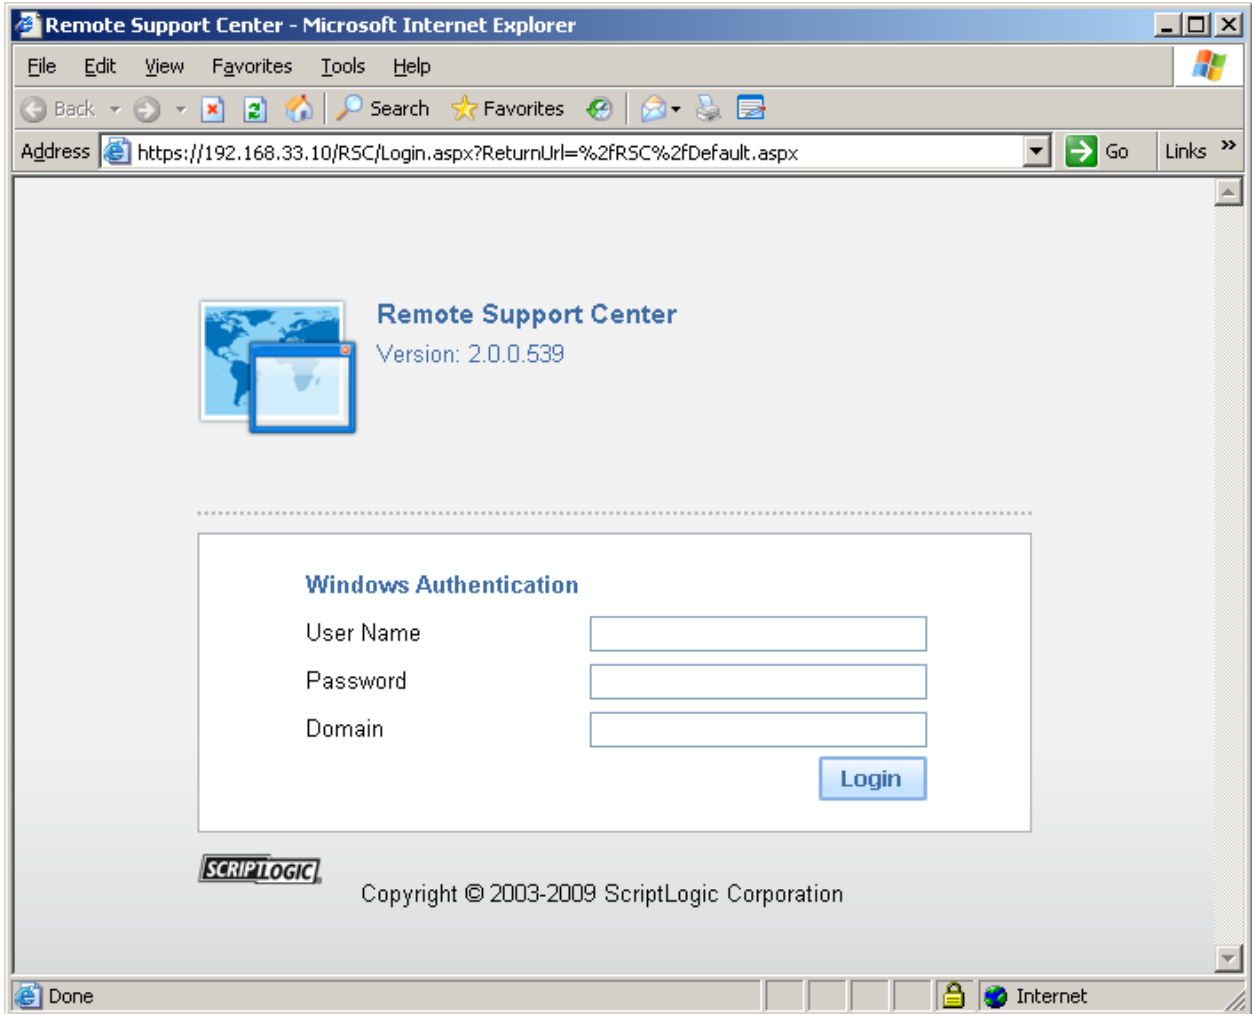 Remote Support Center - Microsoft Internet Explorer
File Edit View Favorites Tools Help
Back Search Favorites
Address https://192.168.33.10/RSC/Login.aspx?ReturnUrl=%2fRSC%2fDefault.aspx Go Links »
Remote Support Center
Version: 2.0.0.539
Windows Authentication
User Name
Password
Domain
Login
SCRIPTLOGIC
Copyright © 2003-2009 ScriptLogic Corporation
Done Internet